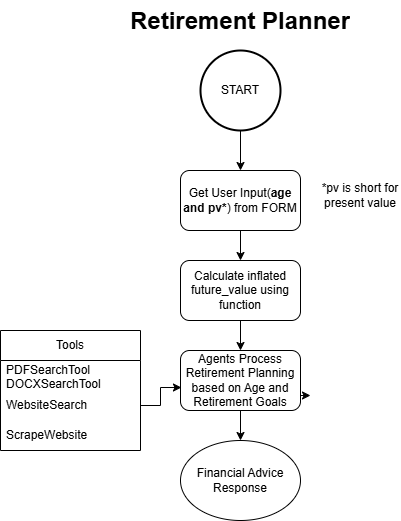 Retirement Planner
START
Get User Input(age
and pv*) from FORM
*pv is short for
present value
Calculate inflated
future_value using
function
Tools
PDFSearchTool
DOCXSearchTool
WebsiteSearch
ScrapeWebsite
Agents Process
Retirement Planning
based on Age and
Retirement Goals
Financial Advice
Response